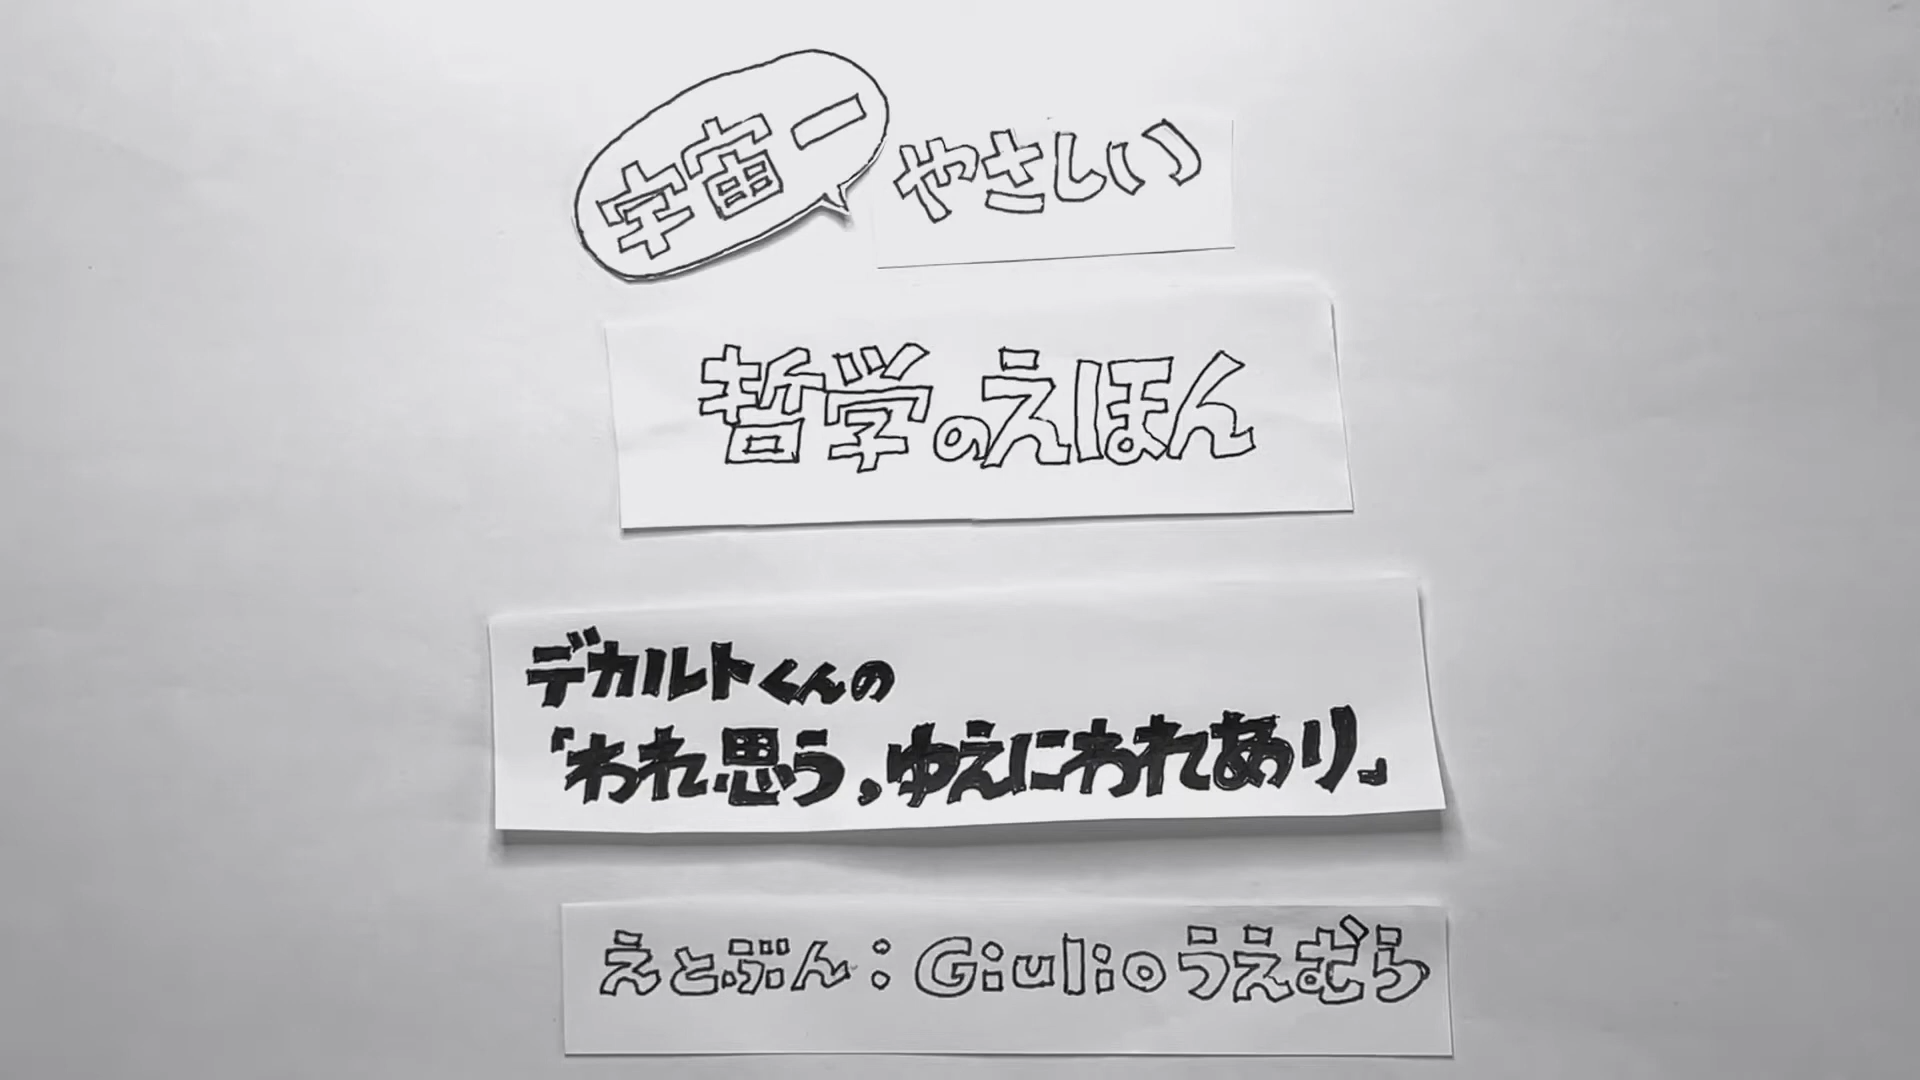 宇宙一やさしい
哲学のえほん
デカルトくんの
「われ思う,ゆえにわれあり」
えとぶん：Giulioうえむら